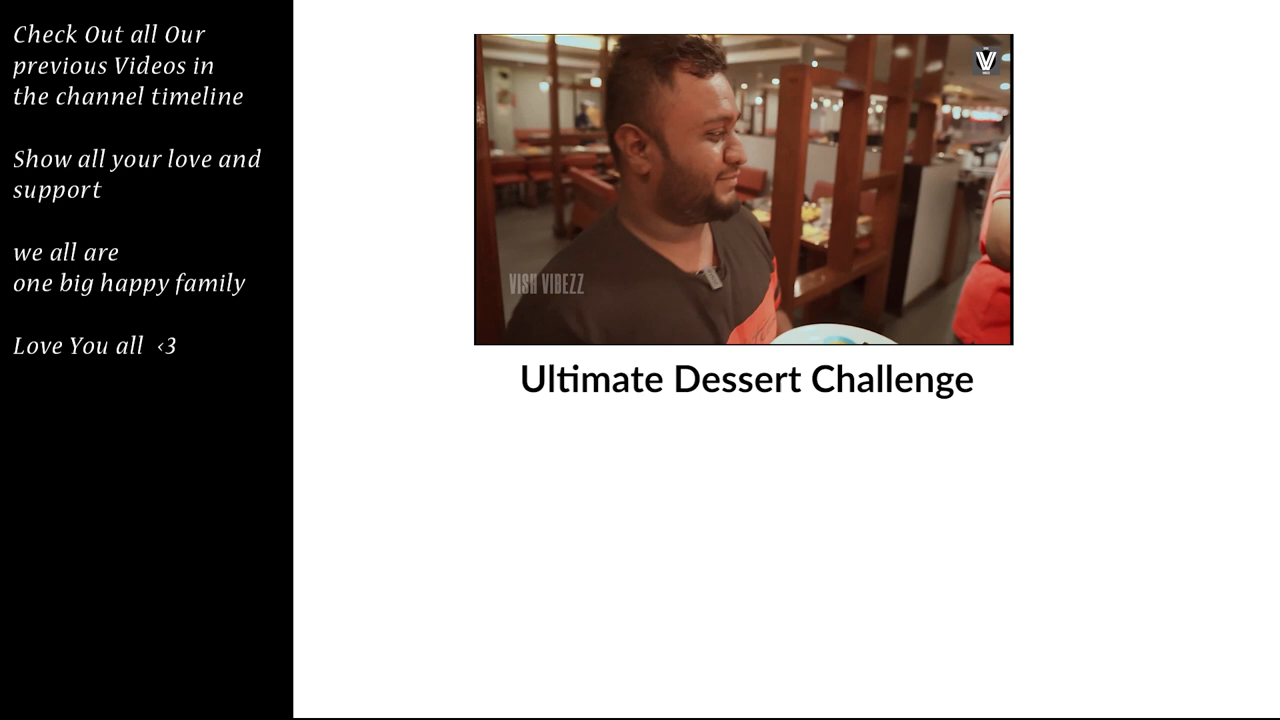 Check Out all Our
previous Videos in
the channel timeline
Show all your love and
support
we all are
one big happy family
Love You all <3
VISH VIBEZZ
Ultimate Dessert Challenge